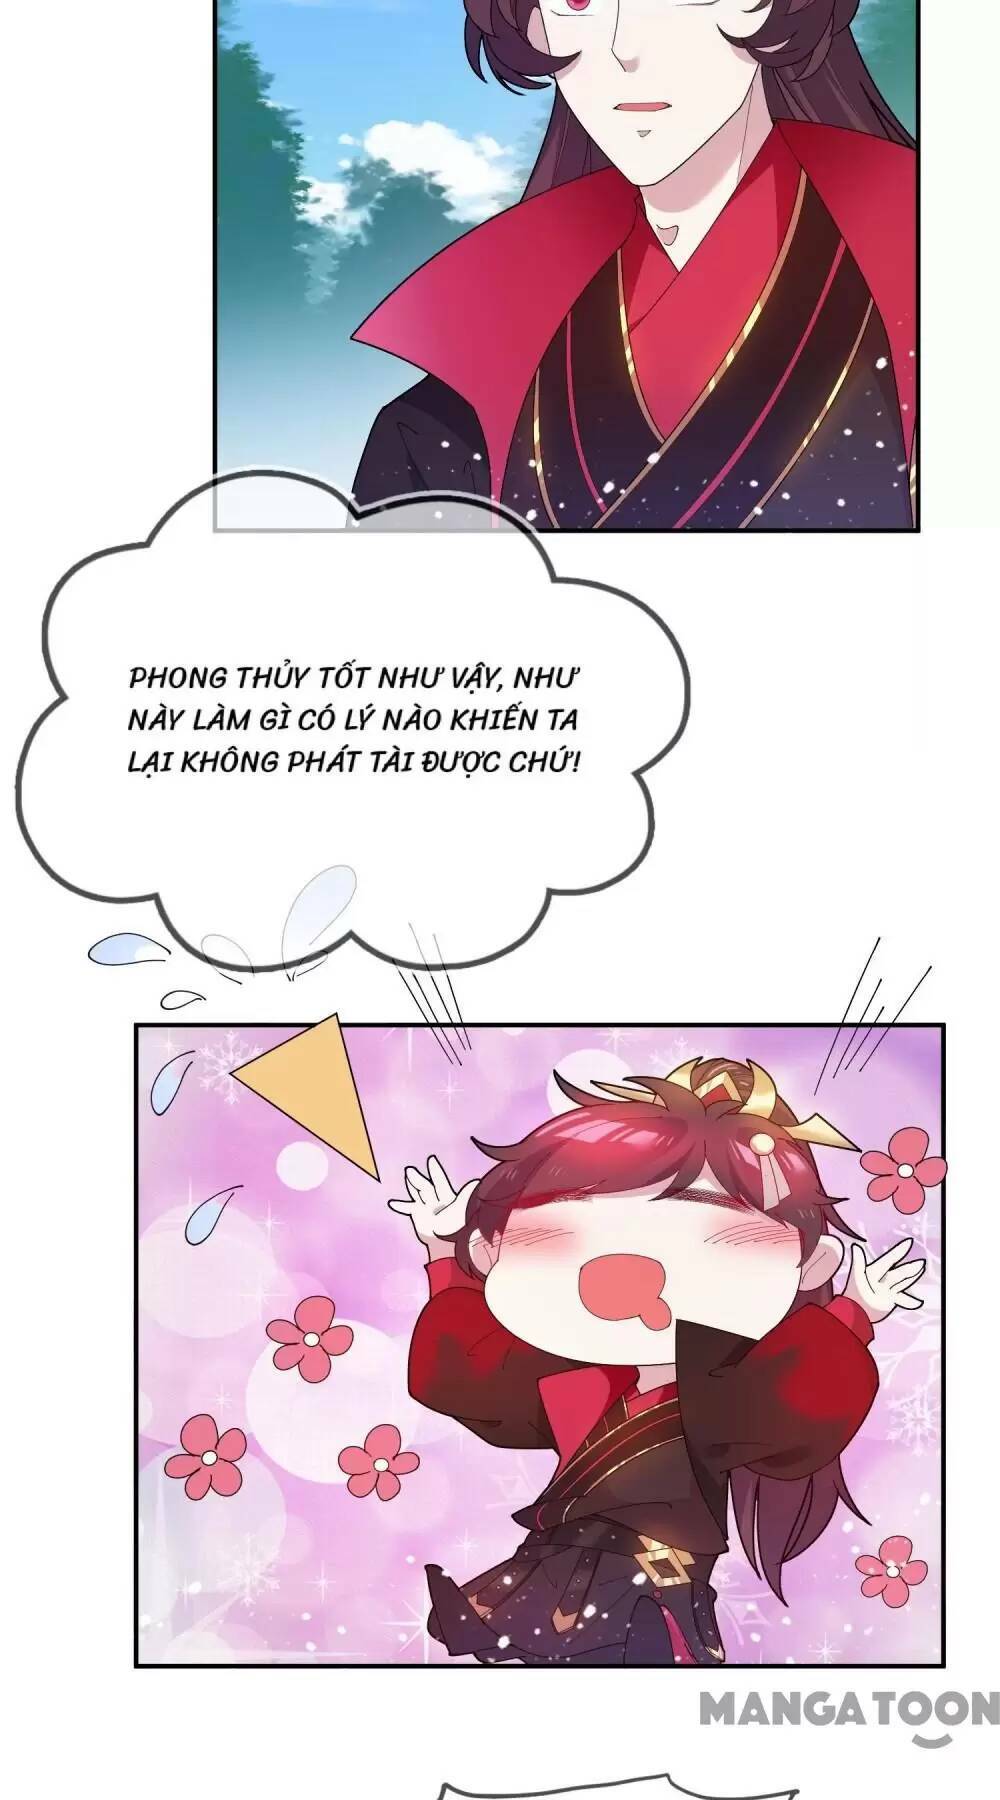 PHONG THỦY TỐT NHƯ VẬY, NHƯ
NÀY LÀM GÌ CÓ LÝ NÀO KHIẾN TA
LẠI KHÔNG PHÁT TÀI ĐƯỢC CHỨ!
MANGATOON